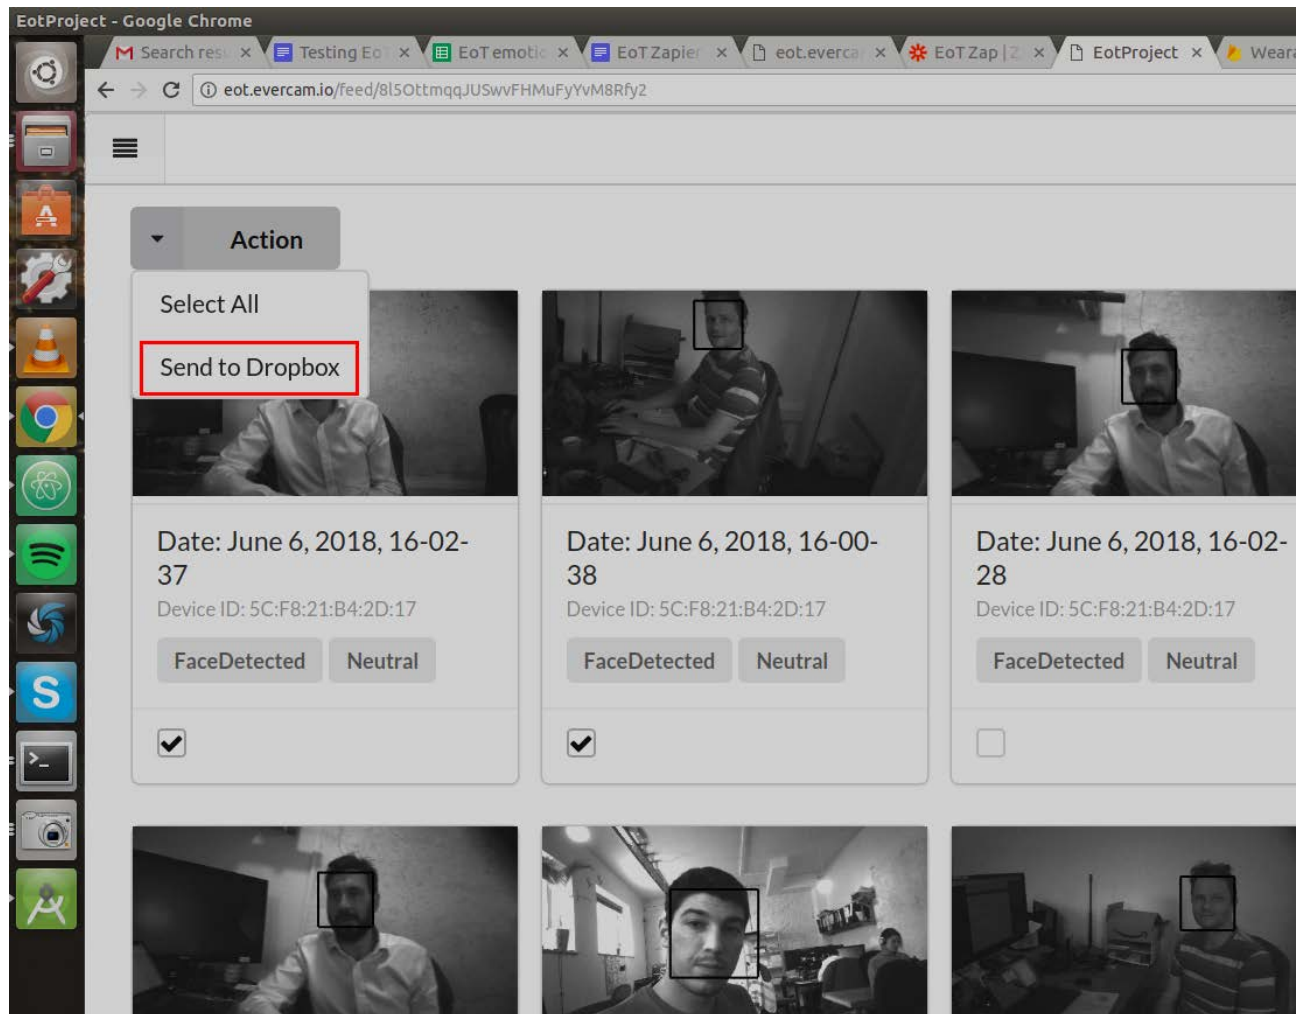 EotProject - Google Chrome
Search res
Testing EoT
EoT emotic
EoT Zapier
eot.everca
EoT Zap | Z
EotProject
Weara
eot.evercam.io/feed/8l5OttmqqJUSwvFHMuFyYvM8Rfy2
Action
Select All
Send to Dropbox
Date: June 6, 2018, 16-02-
37
Device ID: 5C:F8:21:B4:2D:17
FaceDetected Neutral
Date: June 6, 2018, 16-00-
38
Device ID: 5C:F8:21:B4:2D:17
FaceDetected Neutral
Date: June 6, 2018, 16-02-
28
Device ID: 5C:F8:21:B4:2D:17
FaceDetected Neutral